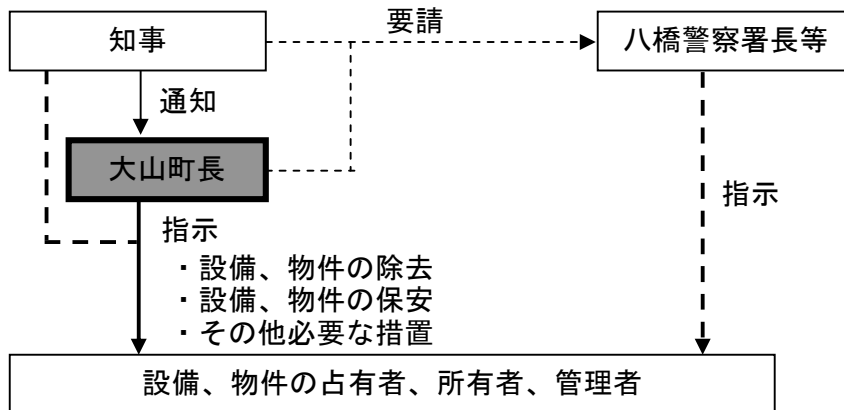 知事
要請
八橋警察署長等
通知
大山町長
指示
指示
・設備、物件の除去
・設備、物件の保安
・その他必要な措置
設備、物件の占有者、所有者、管理者